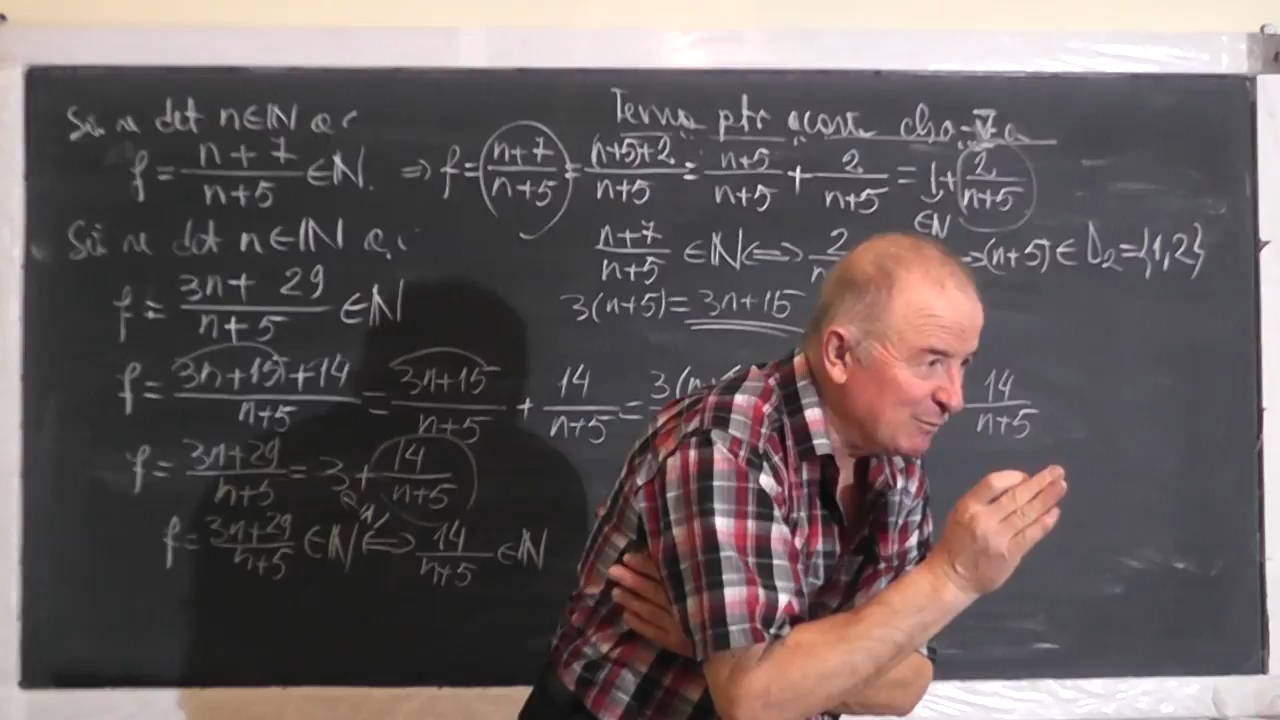 Să se det n∈ℕ a.î.
Tema ptr acasă cls a V a
f = (n+7)/(n+5) ∈ℕ. ⇒ f = (n+7)/(n+5) = ((n+5)+2)/(n+5) = (n+5)/(n+5) + 2/(n+5) = 1 + 2/(n+5)
∈N
Să se det n∈ℕ a.î.
(n+7)/(n+5) ∈ℕ ⇔ 2/ ⇒(n+5) ∈ D₂={1,2}
f = (3n+29)/(n+5) ∈ℕ
3(n+5) = 3n+15
f = ((3n+15)+14)/(n+5) = (3n+15)/(n+5) + 14/(n+5) = 3(n+ 14/(n+5)
f = (3n+29)/(n+5) = 3 + 14/(n+5)
∈N
f = (3n+29)/(n+5) ∈ℕ ⇔ 14/(n+5) ∈ℕ